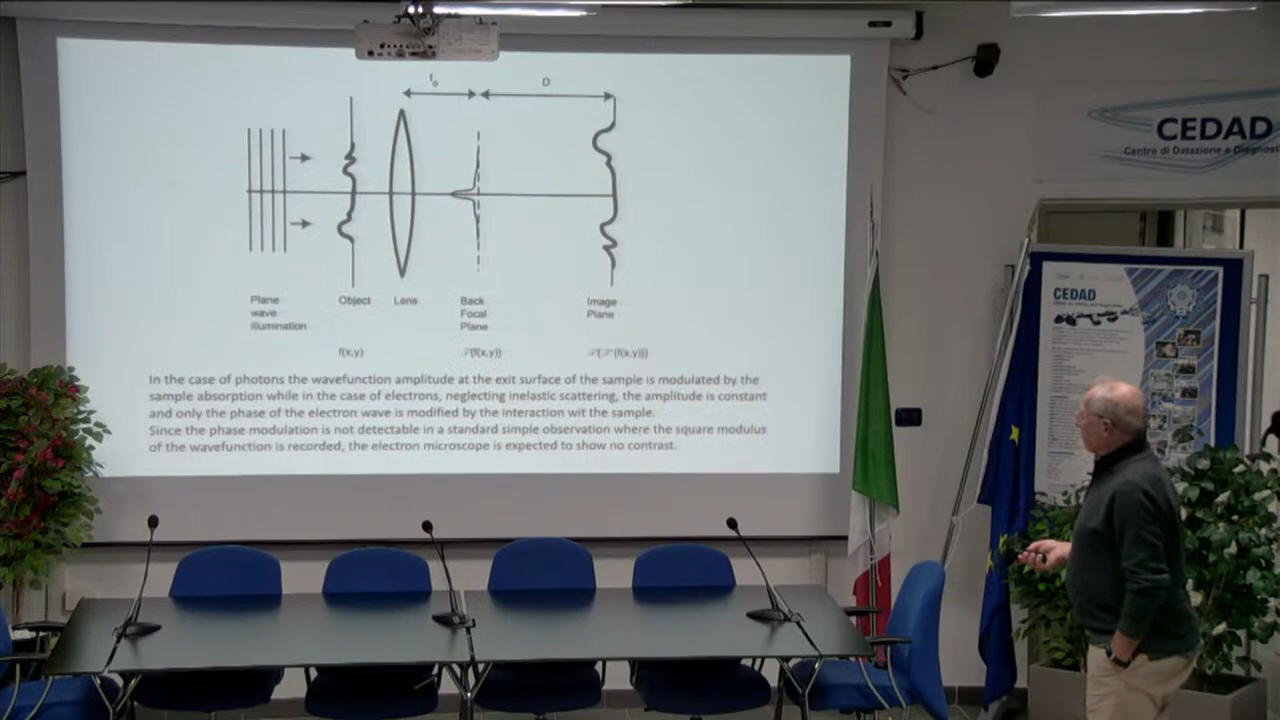 f₀
D
Plane
wave
illumination
Object
Lens
Back
Focal
Plane
Image
Plane
f(x,y)
ℱ(f(x,y))
ℱ(ℱ(f(x,y)))
In the case of photons the wavefunction amplitude at the exit surface of the sample is modulated by the
sample absorption while in the case of electrons, neglecting inelastic scattering, the amplitude is constant
and only the phase of the electron wave is modified by the interaction wit the sample.
Since the phase modulation is not detectable in a standard simple observation where the square modulus
of the wavefunction is recorded, the electron microscope is expected to show no contrast.
CEDAD
Centro di Datazione e Diagnost
CEDAD